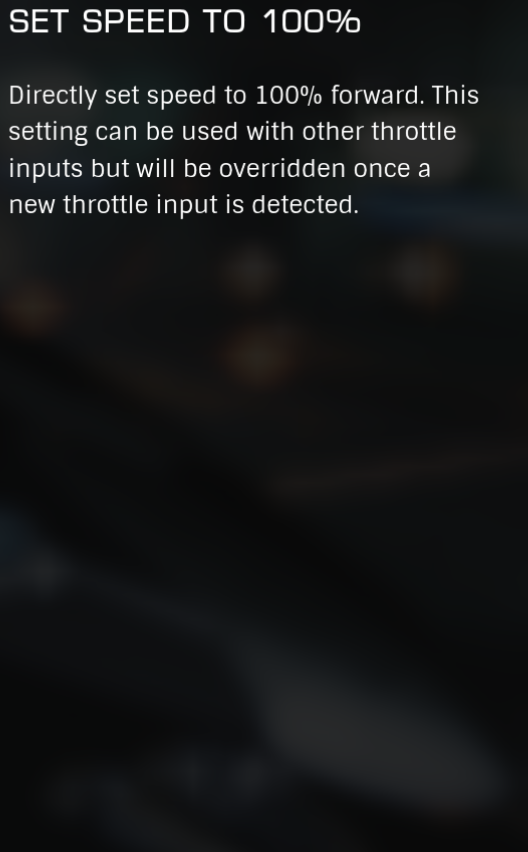 SET SPEED TO 100%
Directly set speed to 100% forward. This
setting can be used with other throttle
inputs but will be overridden once a
new throttle input is detected.